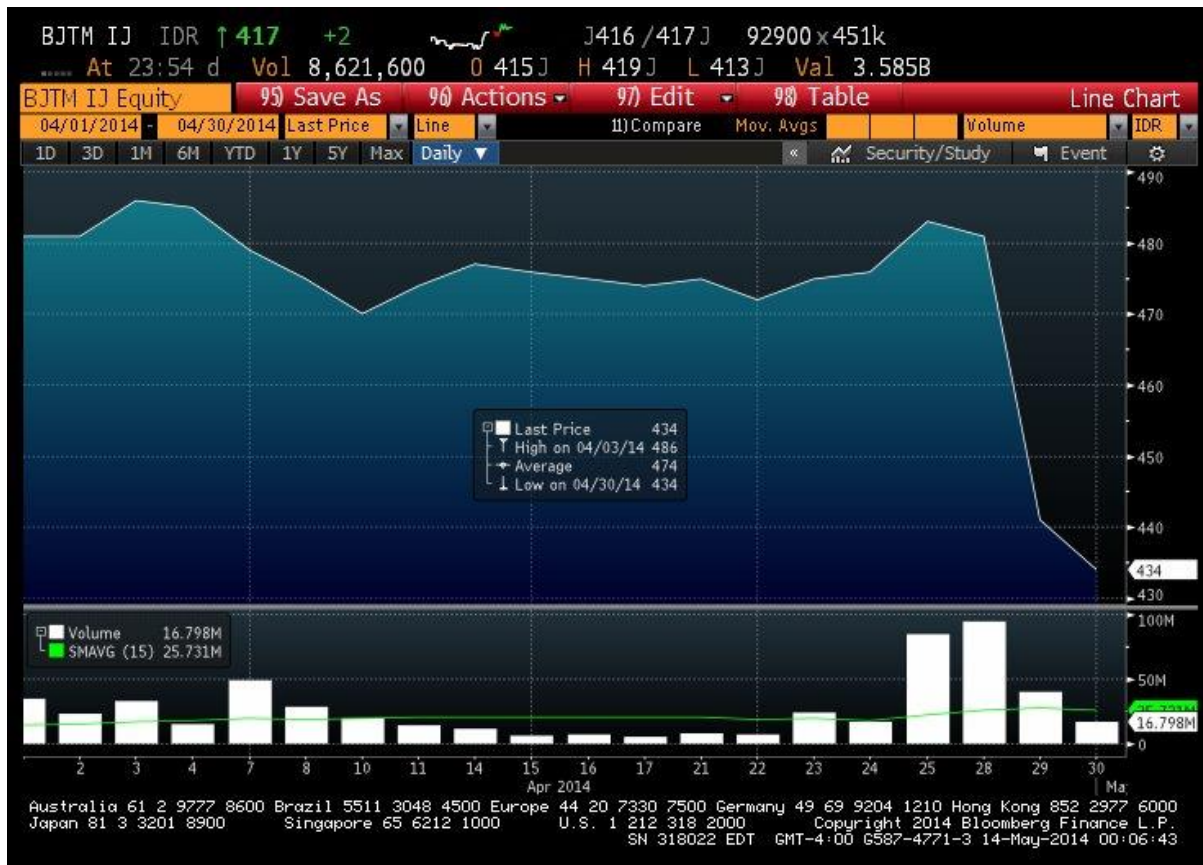 BJTM IJ IDR ↑ 417 +2 J416 / 417J 92900 x 451k
At 23:54 d Vol 8,621,600 O 415J H 419J L 413J Val 3.585B
BJTM IJ Equity 95) Save As 96) Actions 97) Edit 98) Table Line Chart
04/01/2014 - 04/30/2014 Last Price Line 11) Compare Mov. Avgs Volume IDR
1D 3D 1M 6M YTD 1Y 5Y Max Daily ▼ « Security/Study Event
490
480
470
460
450
440
434
430
Last Price 434
High on 04/03/14 486
Average 474
Low on 04/30/14 434
Volume 16.798M
SMAVG (15) 25.731M
100M
50M
16.798M
0
2 3 4 7 8 10 11 14 15 16 17 21 22 23 24 25 28 29 30
Apr 2014
Australia 61 2 9777 8600 Brazil 5511 3048 4500 Europe 44 20 7330 7500 Germany 49 69 9204 1210 Hong Kong 852 2977 6000
Japan 81 3 3201 8900 Singapore 65 6212 1000 U.S. 1 212 318 2000 Copyright 2014 Bloomberg Finance L.P.
SN 318022 EDT GMT-4:00 G587-4771-3 14-May-2014 00:06:43